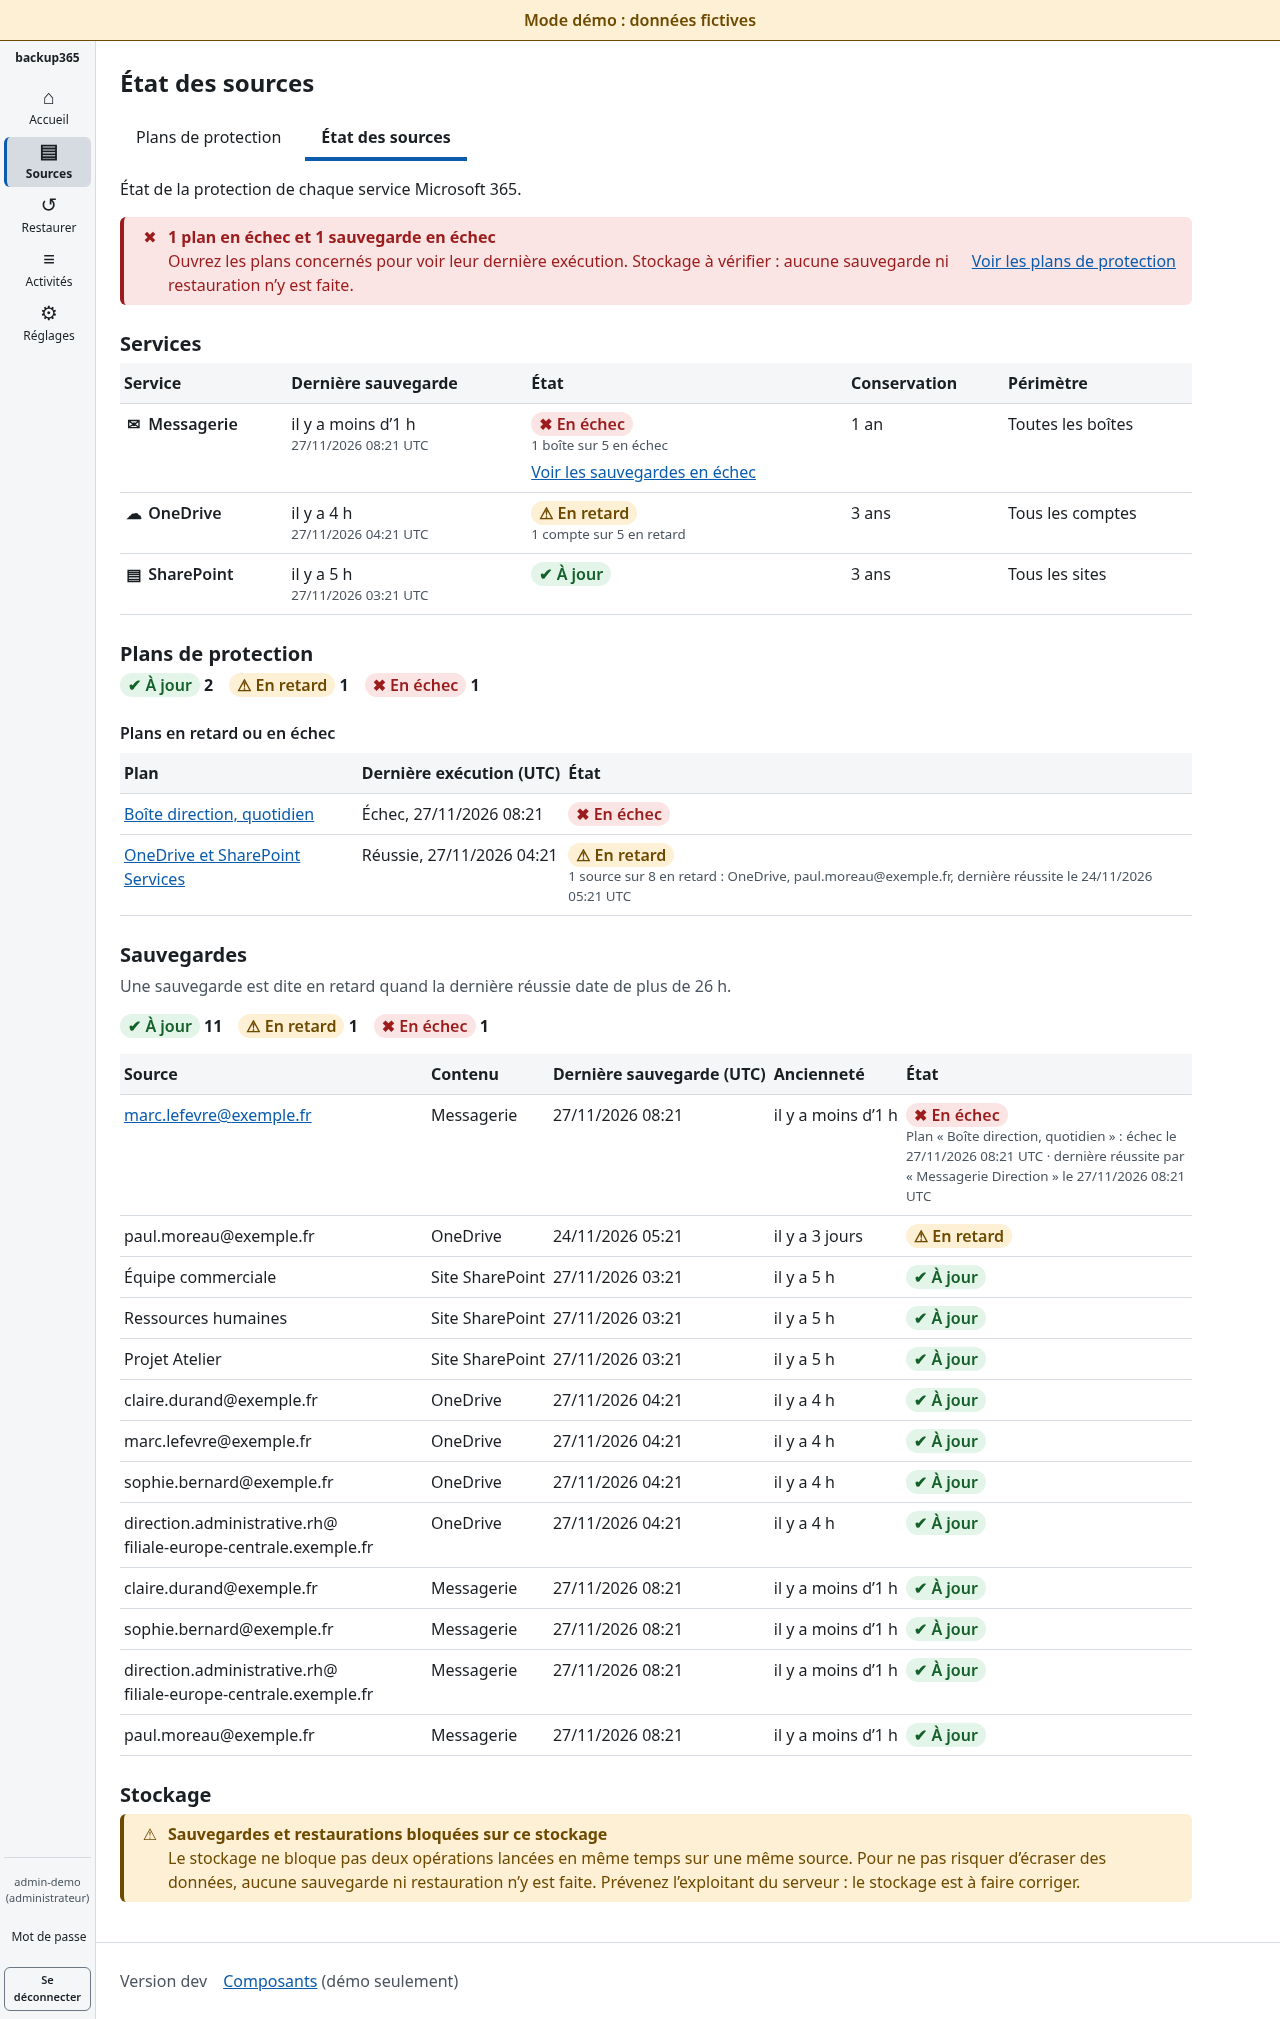 Mode démo : données fictives
backup365
Accueil
Sources
Restaurer
Activités
Réglages
État des sources
Plans de protection État des sources
État de la protection de chaque service Microsoft 365.
✖ 1 plan en échec et 1 sauvegarde en échec
Ouvrez les plans concernés pour voir leur dernière exécution. Stockage à vérifier : aucune sauvegarde ni
restauration n’y est faite.
Voir les plans de protection
Services
Service Dernière sauvegarde État Conservation Périmètre
✉ Messagerie il y a moins d’1 h ✖ En échec 1 an Toutes les boîtes
27/11/2026 08:21 UTC 1 boîte sur 5 en échec
Voir les sauvegardes en échec
☁ OneDrive il y a 4 h ⚠ En retard 3 ans Tous les comptes
27/11/2026 04:21 UTC 1 compte sur 5 en retard
▤ SharePoint il y a 5 h ✔ À jour 3 ans Tous les sites
27/11/2026 03:21 UTC
Plans de protection
✔ À jour 2 ⚠ En retard 1 ✖ En échec 1
Plans en retard ou en échec
Plan Dernière exécution (UTC) État
Boîte direction, quotidien Échec, 27/11/2026 08:21 ✖ En échec
OneDrive et SharePoint Réussie, 27/11/2026 04:21 ⚠ En retard
Services
1 source sur 8 en retard : OneDrive, paul.moreau@exemple.fr, dernière réussite le 24/11/2026
05:21 UTC
Sauvegardes
Une sauvegarde est dite en retard quand la dernière réussie date de plus de 26 h.
✔ À jour 11 ⚠ En retard 1 ✖ En échec 1
Source Contenu Dernière sauvegarde (UTC) Ancienneté État
marc.lefevre@exemple.fr Messagerie 27/11/2026 08:21 il y a moins d’1 h ✖ En échec
Plan « Boîte direction, quotidien » : échec le
27/11/2026 08:21 UTC · dernière réussite par
« Messagerie Direction » le 27/11/2026 08:21
UTC
paul.moreau@exemple.fr OneDrive 24/11/2026 05:21 il y a 3 jours ⚠ En retard
Équipe commerciale Site SharePoint 27/11/2026 03:21 il y a 5 h ✔ À jour
Ressources humaines Site SharePoint 27/11/2026 03:21 il y a 5 h ✔ À jour
Projet Atelier Site SharePoint 27/11/2026 03:21 il y a 5 h ✔ À jour
claire.durand@exemple.fr OneDrive 27/11/2026 04:21 il y a 4 h ✔ À jour
marc.lefevre@exemple.fr OneDrive 27/11/2026 04:21 il y a 4 h ✔ À jour
sophie.bernard@exemple.fr OneDrive 27/11/2026 04:21 il y a 4 h ✔ À jour
direction.administrative.rh@ OneDrive 27/11/2026 04:21 il y a 4 h ✔ À jour
filiale-europe-centrale.exemple.fr
claire.durand@exemple.fr Messagerie 27/11/2026 08:21 il y a moins d’1 h ✔ À jour
sophie.bernard@exemple.fr Messagerie 27/11/2026 08:21 il y a moins d’1 h ✔ À jour
direction.administrative.rh@ Messagerie 27/11/2026 08:21 il y a moins d’1 h ✔ À jour
filiale-europe-centrale.exemple.fr
paul.moreau@exemple.fr Messagerie 27/11/2026 08:21 il y a moins d’1 h ✔ À jour
Stockage
⚠ Sauvegardes et restaurations bloquées sur ce stockage
Le stockage ne bloque pas deux opérations lancées en même temps sur une même source. Pour ne pas risquer d’écraser des
données, aucune sauvegarde ni restauration n’y est faite. Prévenez l’exploitant du serveur : le stockage est à faire corriger.
admin-demo
(administrateur)
Mot de passe
Se
déconnecter
Version dev Composants (démo seulement)